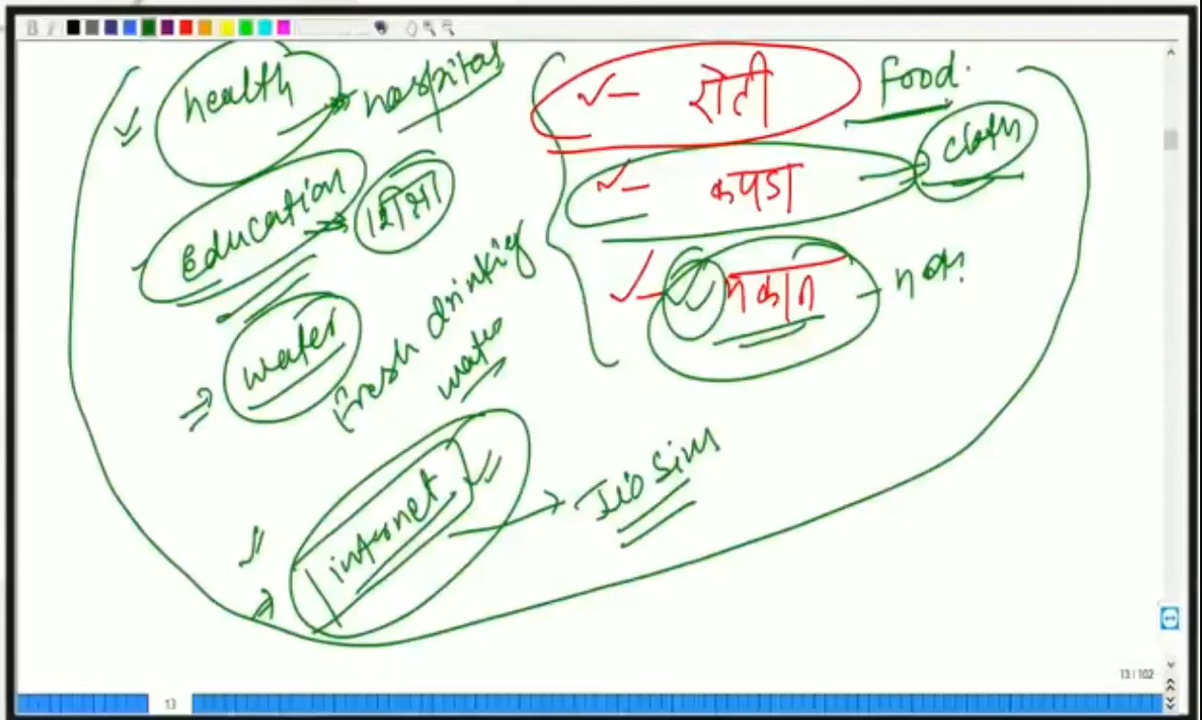 health hospital
Education शिक्षा
water Fresh drinking
water
internet Jio Sim
रोटी Food.
कपडा cloth
मकान
13 / 102
13